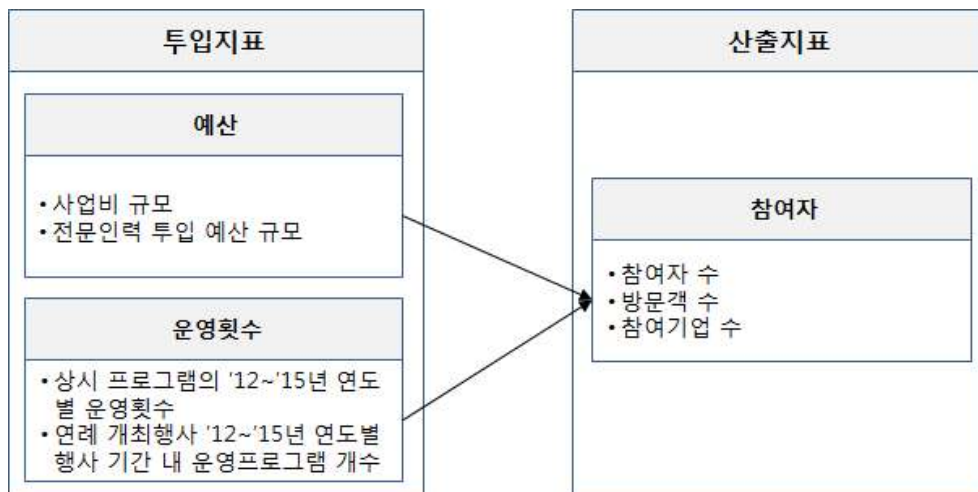 투입지표
예산
• 사업비 규모
• 전문인력 투입 예산 규모
운영횟수
• 상시 프로그램의 '12~'15년 연도
별 운영횟수
• 연례 개최행사 '12~'15년 연도별
행사 기간 내 운영프로그램 개수
산출지표
참여자
• 참여자 수
• 방문객 수
• 참여기업 수